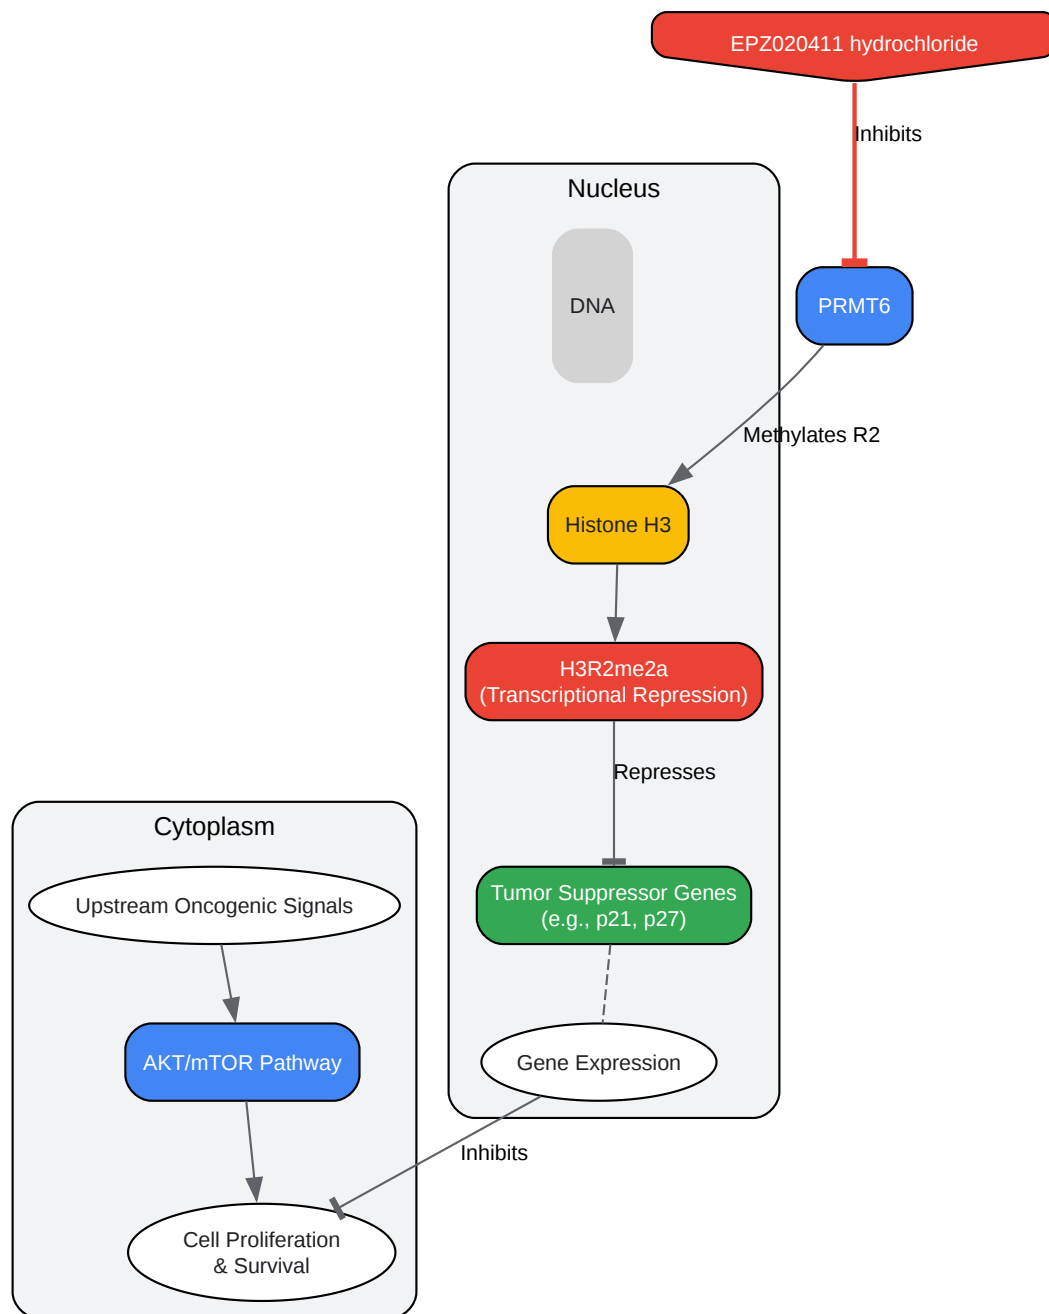 EPZ020411 hydrochloride
Inhibits
Nucleus
DNA
PRMT6
Methylates R2
Histone H3
H3R2me2a
(Transcriptional Repression)
Represses
Cytoplasm
Upstream Oncogenic Signals
Tumor Suppressor Genes
(e.g., p21, p27)
AKT/mTOR Pathway
Gene Expression
Inhibits
Cell Proliferation
& Survival